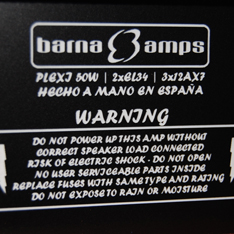 barna amps
PLEXI 50W | 2xEL34 | 3x12AX7
HECHO A MANO EN ESPAÑA
WARNING
DO NOT POWER UP THIS AMP WITHOUT
CORRECT SPEAKER LOAD CONNECTED
RISK OF ELECTRIC SHOCK - DO NOT OPEN
NO USER SERVICEABLE PARTS INSIDE
REPLACE FUSES WITH SAME TYPE AND RATING
DO NOT EXPOSE TO RAIN OR MOISTURE